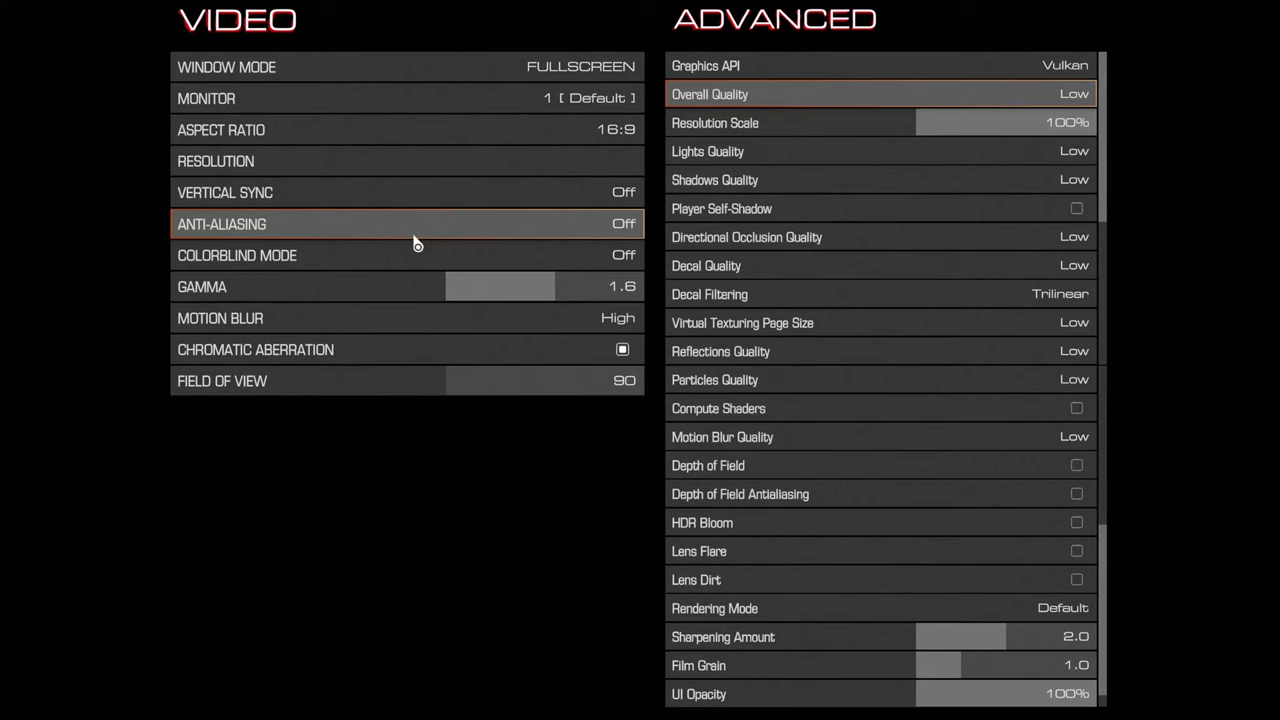 VIDEO
WINDOW MODE FULLSCREEN
MONITOR 1 [ Default ]
ASPECT RATIO 16:9
RESOLUTION
VERTICAL SYNC Off
ANTI-ALIASING Off
COLORBLIND MODE Off
GAMMA 1.6
MOTION BLUR High
CHROMATIC ABERRATION
FIELD OF VIEW 90
ADVANCED
Graphics API Vulkan
Overall Quality Low
Resolution Scale 100%
Lights Quality Low
Shadows Quality Low
Player Self-Shadow
Directional Occlusion Quality Low
Decal Quality Low
Decal Filtering Trilinear
Virtual Texturing Page Size Low
Reflections Quality Low
Particles Quality Low
Compute Shaders
Motion Blur Quality Low
Depth of Field
Depth of Field Antialiasing
HDR Bloom
Lens Flare
Lens Dirt
Rendering Mode Default
Sharpening Amount 2.0
Film Grain 1.0
UI Opacity 100%